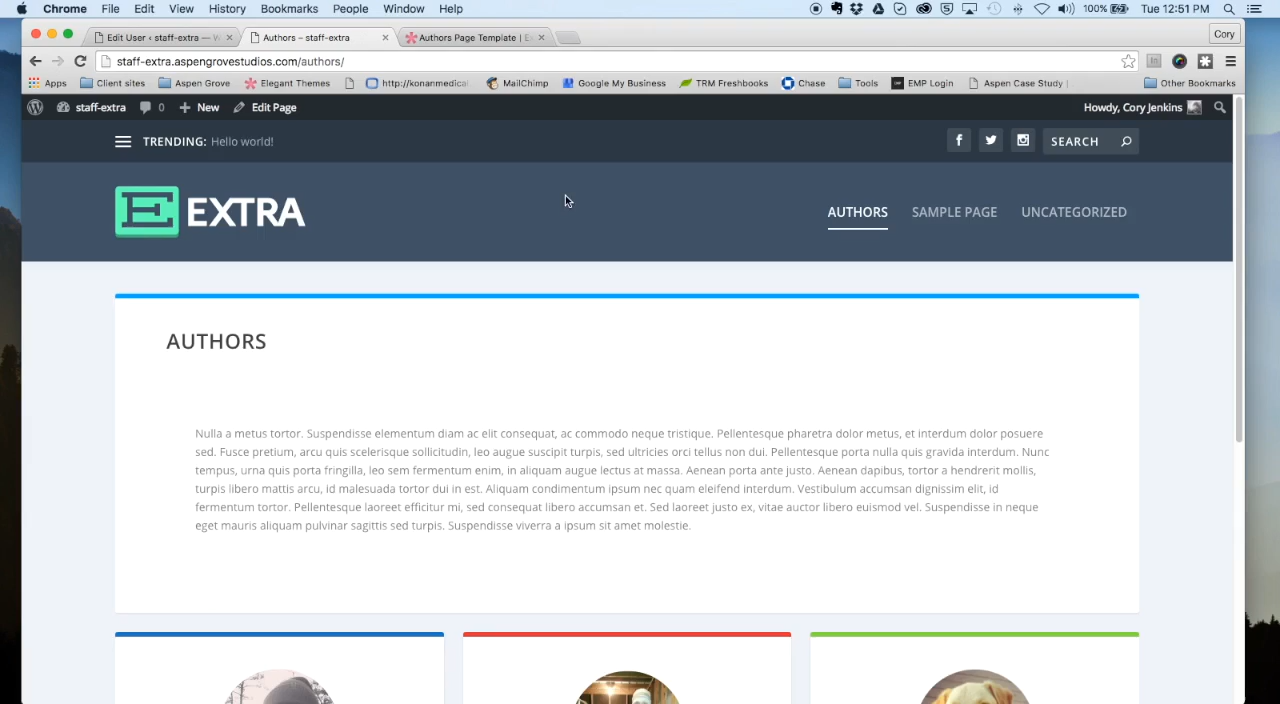 Chrome File Edit View History Bookmarks People Window Help 100% Tue 12:51 PM
Edit User ‹ staff-extra — W Authors – staff-extra Authors Page Template | Cory
staff-extra.aspengrovestudios.com/authors/
Apps Client sites Aspen Grove Elegant Themes http://konanmedical MailChimp Google My Business TRM Freshbooks Chase Tools EMP Login Aspen Case Study | Other Bookmarks
staff-extra 0 New Edit Page Howdy, Cory Jenkins
TRENDING: Hello world! SEARCH
E EXTRA AUTHORS SAMPLE PAGE UNCATEGORIZED
AUTHORS
Nulla a metus tortor. Suspendisse elementum diam ac elit consequat, ac commodo neque tristique. Pellentesque pharetra dolor metus, et interdum dolor posuere
sed. Fusce pretium, arcu quis scelerisque sollicitudin, leo augue suscipit turpis, sed ultricies orci tellus non dui. Pellentesque porta nulla quis gravida interdum. Nunc
tempus, urna quis porta fringilla, leo sem fermentum enim, in aliquam augue lectus at massa. Aenean porta ante justo. Aenean dapibus, tortor a hendrerit mollis,
turpis libero mattis arcu, id malesuada tortor dui in est. Aliquam condimentum ipsum nec quam eleifend interdum. Vestibulum accumsan dignissim elit, id
fermentum tortor. Pellentesque laoreet efficitur mi, sed consequat libero accumsan et. Sed laoreet justo ex, vitae auctor libero euismod vel. Suspendisse in neque
eget mauris aliquam pulvinar sagittis sed turpis. Suspendisse viverra a ipsum sit amet molestie.